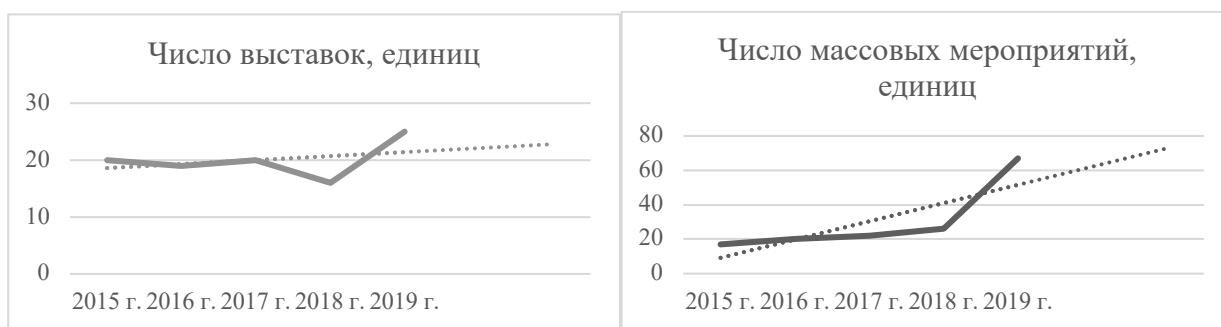 Число выставок, единиц
30
20
10
0
2015 г. 2016 г. 2017 г. 2018 г. 2019 г.
Число массовых мероприятий,
единиц
80
60
40
20
0
2015 г. 2016 г. 2017 г. 2018 г. 2019 г.